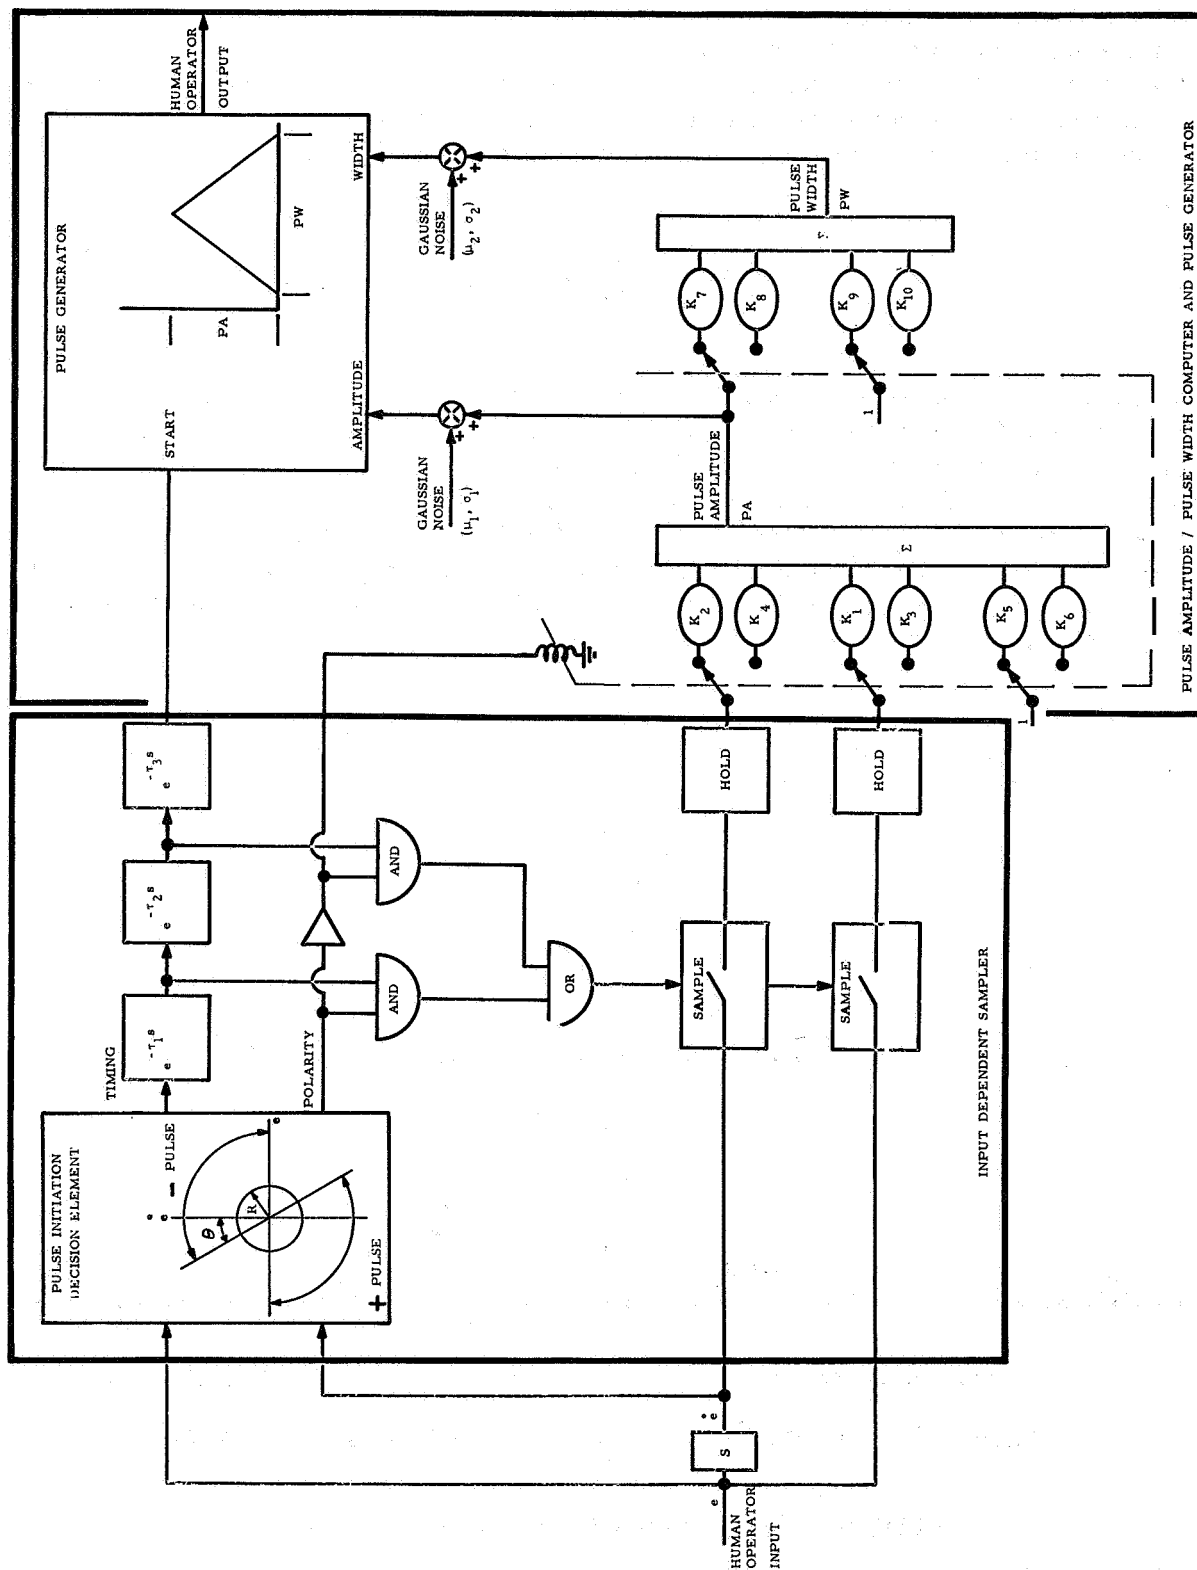 PULSE INITIATION
DECISION ELEMENT
ė
− PULSE
θ
R
e
+ PULSE
TIMING
POLARITY
e^{-τ₁s}
e^{-τ₂s}
e^{-τ₃s}
AND
AND
OR
SAMPLE
SAMPLE
HOLD
HOLD
INPUT DEPENDENT SAMPLER
HUMAN
OPERATOR
INPUT
e
S
ė
START
PULSE GENERATOR
PA
PW
AMPLITUDE
WIDTH
HUMAN
OPERATOR
OUTPUT
GAUSSIAN
NOISE
(μ₁, σ₁)
+
+
GAUSSIAN
NOISE
(μ₂, σ₂)
+
+
K₂
K₄
K₁
K₃
K₅
K₆
1
Σ
PULSE
AMPLITUDE
PA
K₇
K₈
K₉
K₁₀
1
Σ
PULSE
WIDTH
PW
PULSE AMPLITUDE / PULSE WIDTH COMPUTER AND PULSE GENERATOR